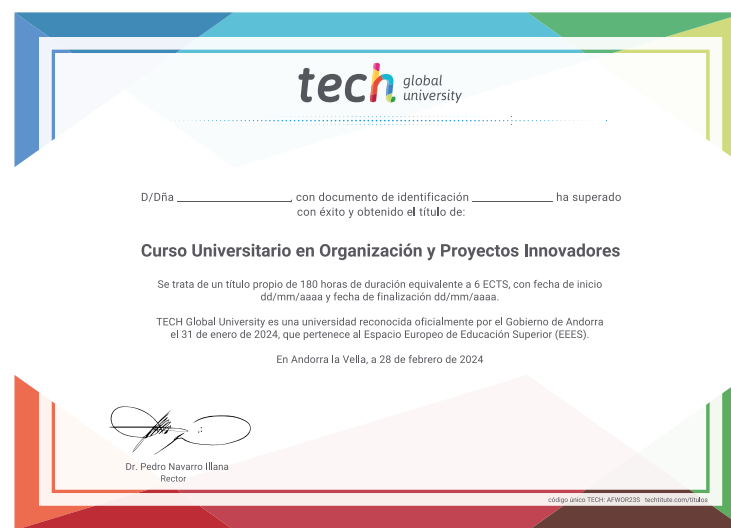 tech global university
D/Dña ____________________, con documento de identificación ______________ ha superado
con éxito y obtenido el título de:
Curso Universitario en Organización y Proyectos Innovadores
Se trata de un título propio de 180 horas de duración equivalente a 6 ECTS, con fecha de inicio
dd/mm/aaaa y fecha de finalización dd/mm/aaaa.
TECH Global University es una universidad reconocida oficialmente por el Gobierno de Andorra
el 31 de enero de 2024, que pertenece al Espacio Europeo de Educación Superior (EEES).
En Andorra la Vella, a 28 de febrero de 2024
Dr. Pedro Navarro Illana
Rector
código único TECH: AFWOR23S techtitute.com/titulos